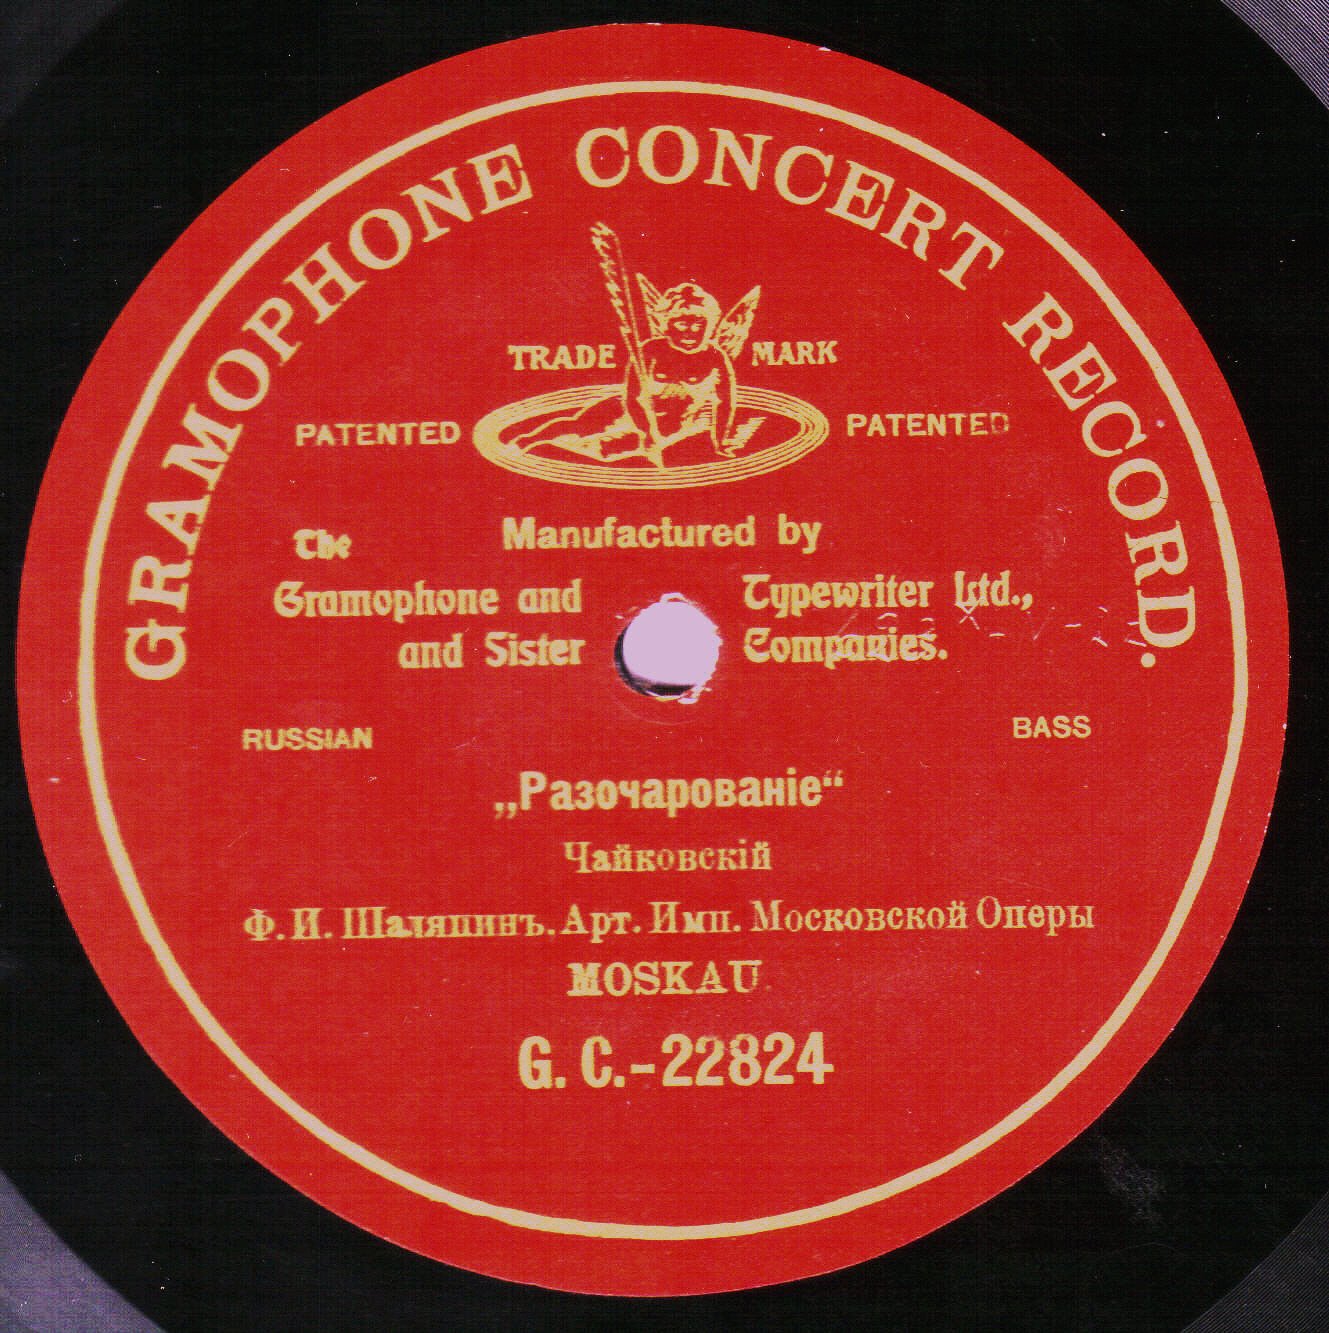 GRAMOPHONE CONCERT RECORD.
TRADE MARK
PATENTED PATENTED
Manufactured by
The
Gramophone and Typewriter Ltd.,
and Sister Companies.
RUSSIAN BASS
„Разочарованіе“
Чайковскій
Ф. И. Шаляпинъ. Арт. Имп. Московской Оперы
MOSKAU
G. C.-22824